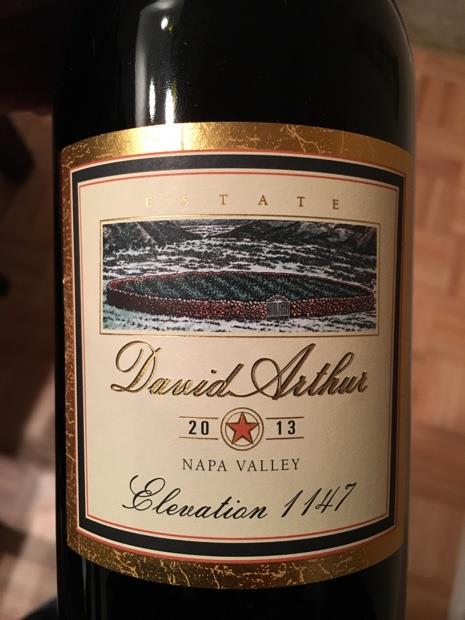 ESTATE
David Arthur
20 13
NAPA VALLEY
Elevation 1147